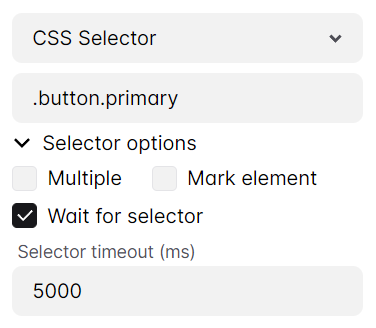 CSS Selector
.button.primary
Selector options
Multiple Mark element
Wait for selector
Selector timeout (ms)
5000